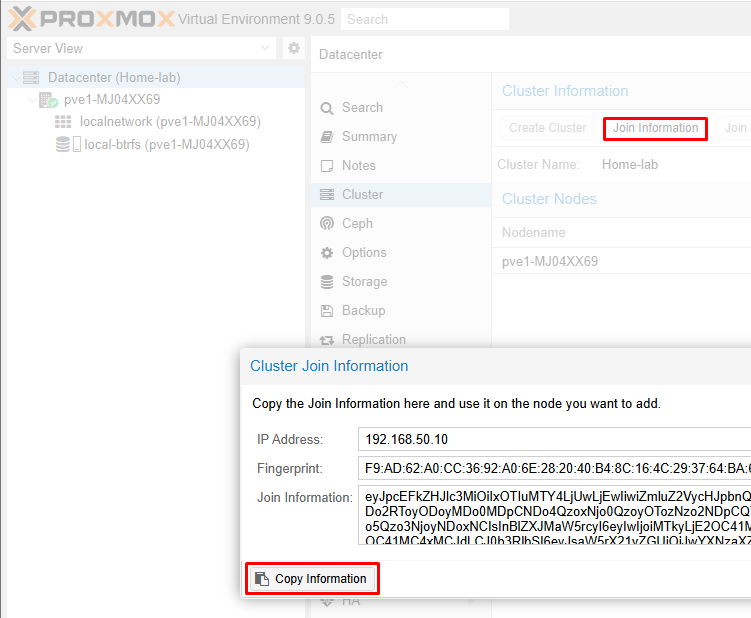 PROXMOX Virtual Environment 9.0.5 Search
Server View
Datacenter (Home-lab)
pve1-MJ04XX69
localnetwork (pve1-MJ04XX69)
local-btrfs (pve1-MJ04XX69)
Datacenter
Search
Summary
Notes
Cluster
Ceph
Options
Storage
Backup
Replication
HA
Cluster Information
Create Cluster Join Information Join
Cluster Name: Home-lab
Cluster Nodes
Nodename
pve1-MJ04XX69
Cluster Join Information
Copy the Join Information here and use it on the node you want to add.
IP Address: 192.168.50.10
Fingerprint: F9:AD:62:A0:CC:36:92:A0:6E:28:20:40:B4:8C:16:4C:29:37:64:BA:
Join Information:
Copy Information